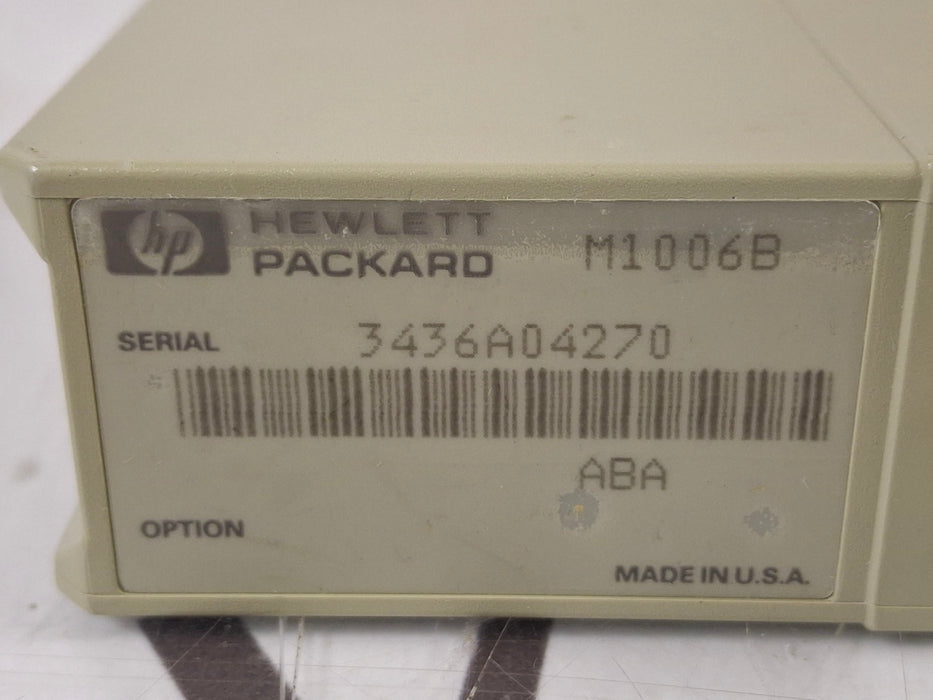 hp HEWLETT
PACKARD M1006B
SERIAL 3436A04270
ABA
OPTION
MADE IN U.S.A.